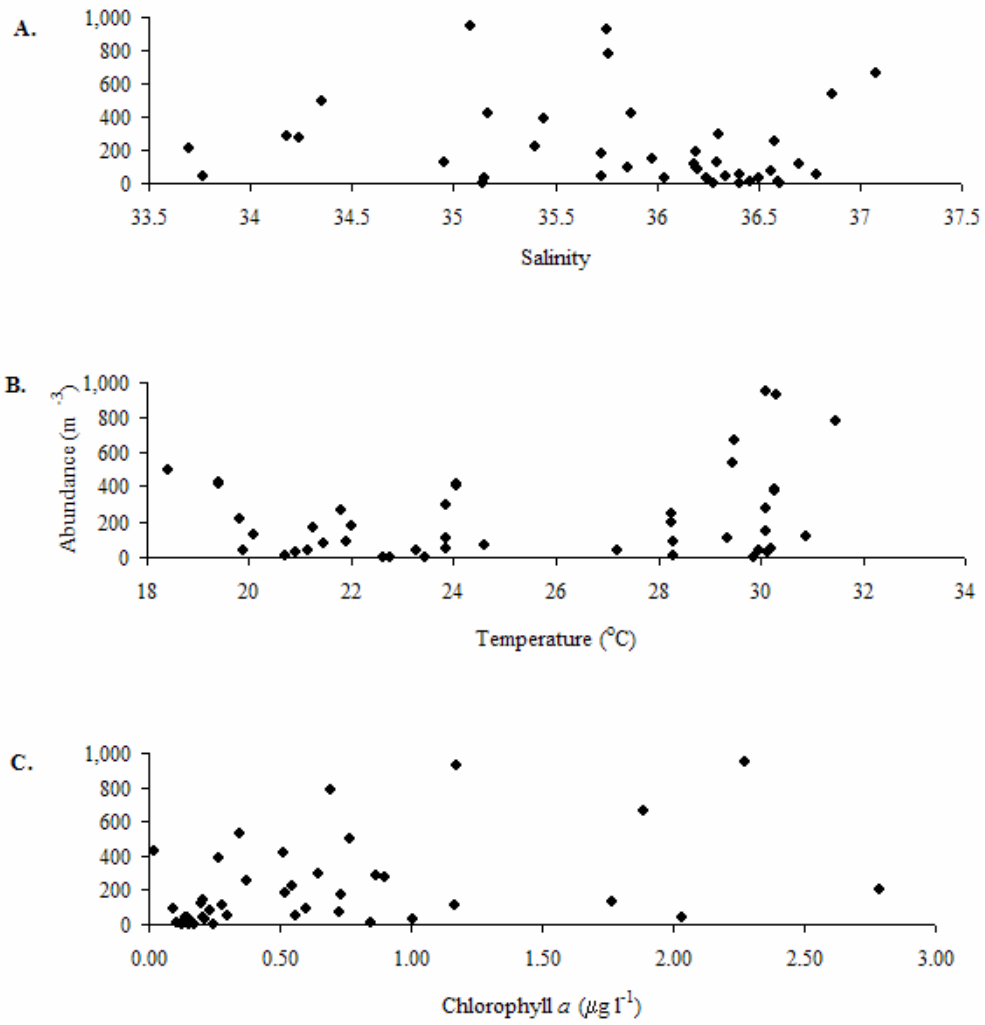 A.
1,000
800
600
400
200
0
33.5 34 34.5 35 35.5 36 36.5 37 37.5
Salinity
B.
Abundance (m -3)
1,000
800
600
400
200
0
18 20 22 24 26 28 30 32 34
Temperature (°C)
C.
1,000
800
600
400
200
0
0.00 0.50 1.00 1.50 2.00 2.50 3.00
Chlorophyll a (µg l-1)